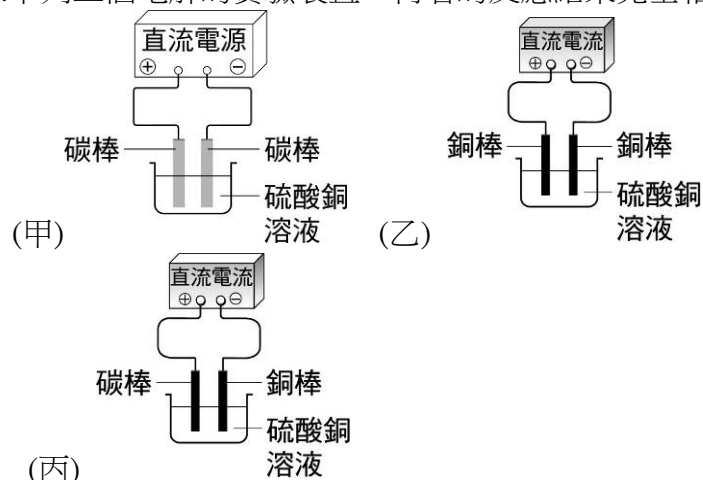 直流電源
⊕ ⊖
碳棒 碳棒
硫酸銅
溶液
(甲)
直流電流
⊕ ⊖
銅棒 銅棒
硫酸銅
溶液
(乙)
直流電流
⊕ ⊖
碳棒 銅棒
硫酸銅
溶液
(丙)